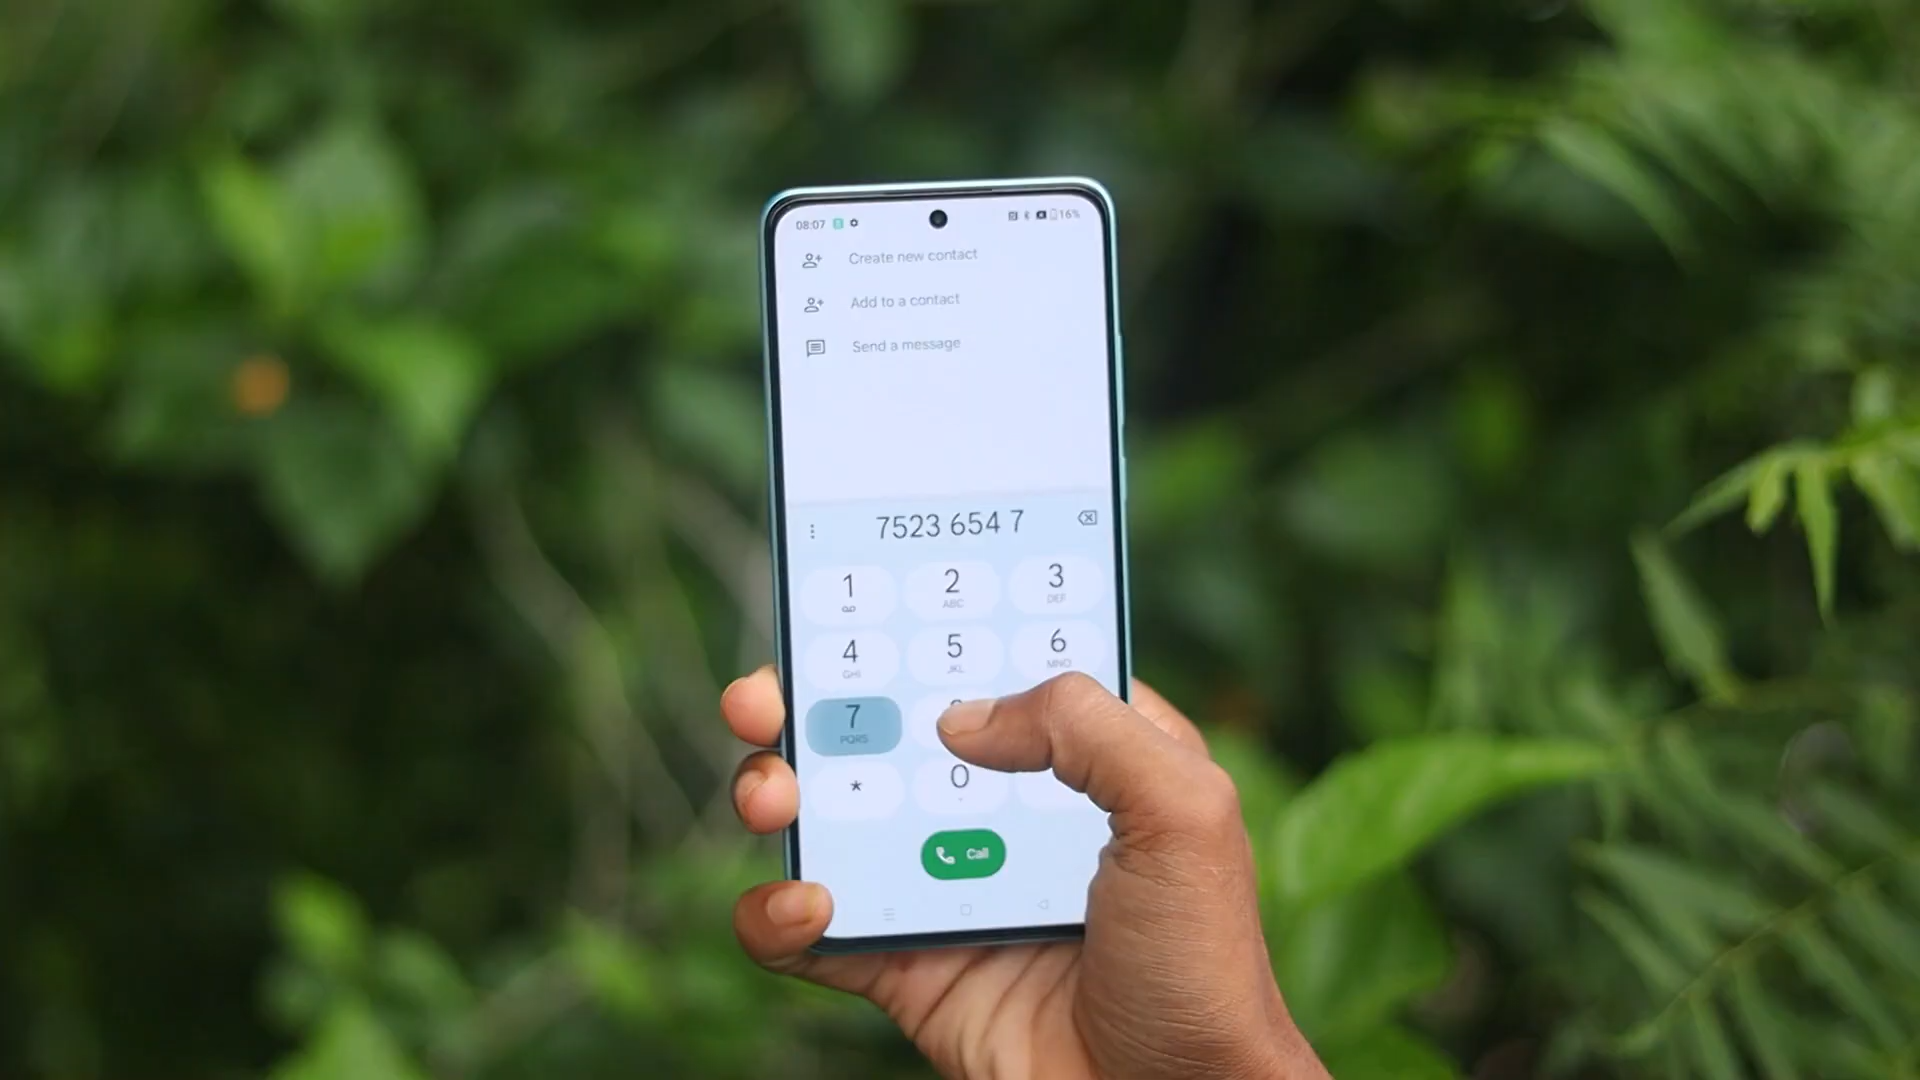 08:07 16%
Create new contact
Add to a contact
Send a message
7523 654 7
1 2 3
ABC DEF
4 5 6
GHI JKL MNO
7
PQRS
* 0
Call